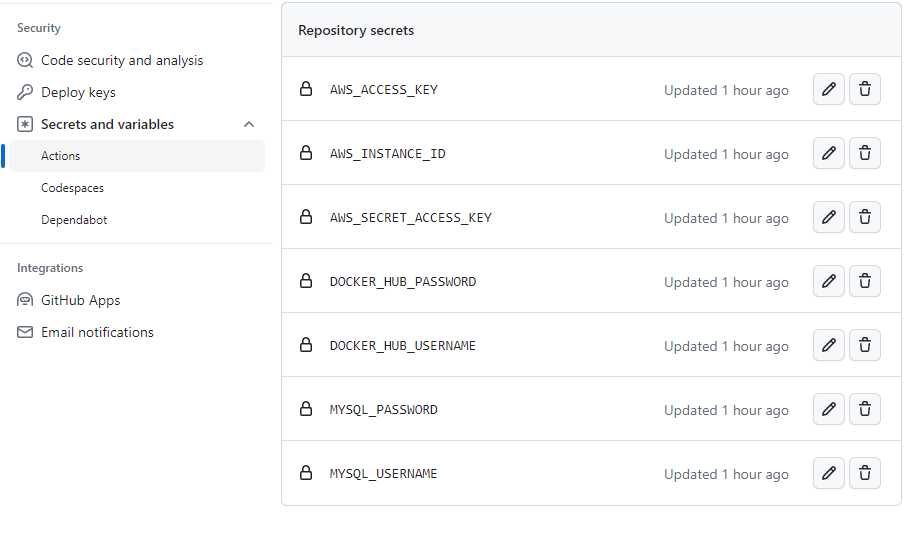 Security
Code security and analysis
Deploy keys
Secrets and variables
Actions
Codespaces
Dependabot
Integrations
GitHub Apps
Email notifications
Repository secrets
AWS_ACCESS_KEY Updated 1 hour ago
AWS_INSTANCE_ID Updated 1 hour ago
AWS_SECRET_ACCESS_KEY Updated 1 hour ago
DOCKER_HUB_PASSWORD Updated 1 hour ago
DOCKER_HUB_USERNAME Updated 1 hour ago
MYSQL_PASSWORD Updated 1 hour ago
MYSQL_USERNAME Updated 1 hour ago